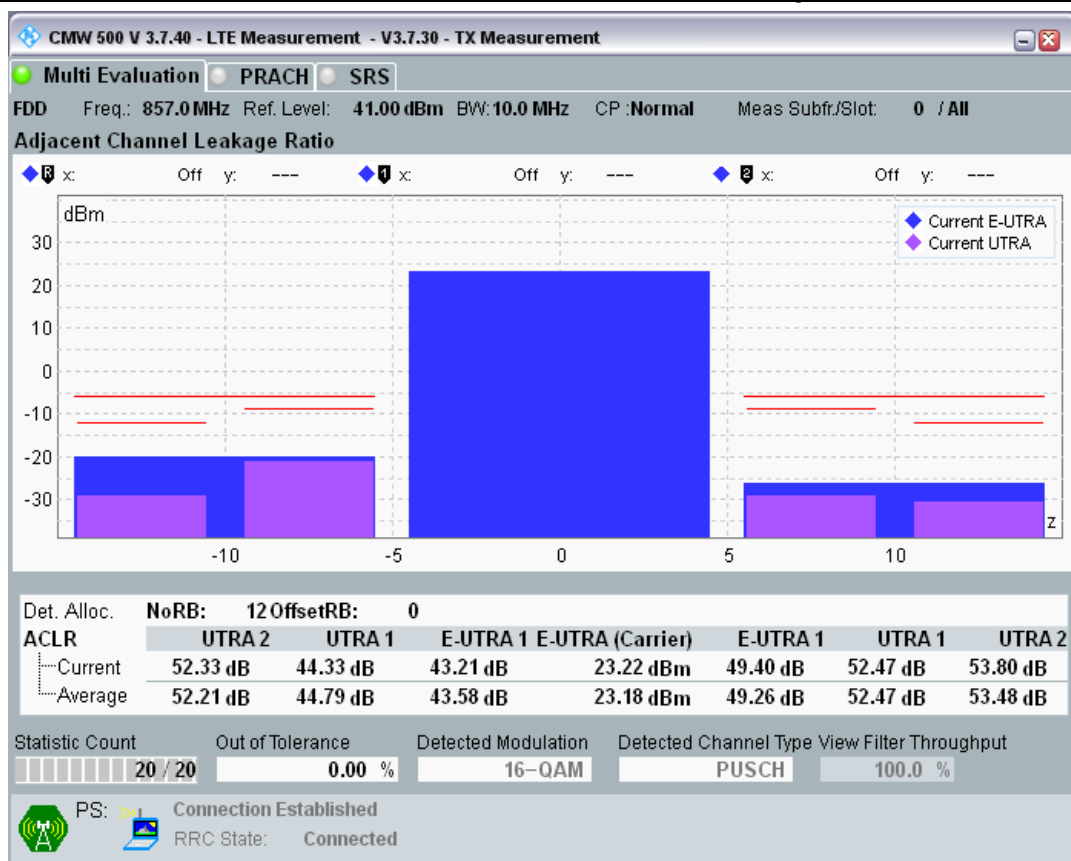 CMW 500 V 3.7.40 - LTE Measurement - V3.7.30 - TX Measurement
Multi Evaluation PRACH SRS
FDD Freq.: 857.0 MHz Ref. Level: 41.00 dBm BW: 10.0 MHz CP :Normal Meas Subfr./Slot: 0 / All
Adjacent Channel Leakage Ratio
R x: Off y: --- 1 x: Off y: --- 2 x: Off y: ---
dBm
Current E-UTRA
Current UTRA
30
20
10
0
-10
-20
-30
z
-10 -5 0 5 10
Det. Alloc. NoRB: 12 OffsetRB: 0
ACLR UTRA 2 UTRA 1 E-UTRA 1 E-UTRA (Carrier) E-UTRA 1 UTRA 1 UTRA 2
Current 52.33 dB 44.33 dB 43.21 dB 23.22 dBm 49.40 dB 52.47 dB 53.80 dB
Average 52.21 dB 44.79 dB 43.58 dB 23.18 dBm 49.26 dB 52.47 dB 53.48 dB
Statistic Count Out of Tolerance Detected Modulation Detected Channel Type View Filter Throughput
20 / 20 0.00 % 16-QAM PUSCH 100.0 %
PS: Connection Established
RRC State: Connected